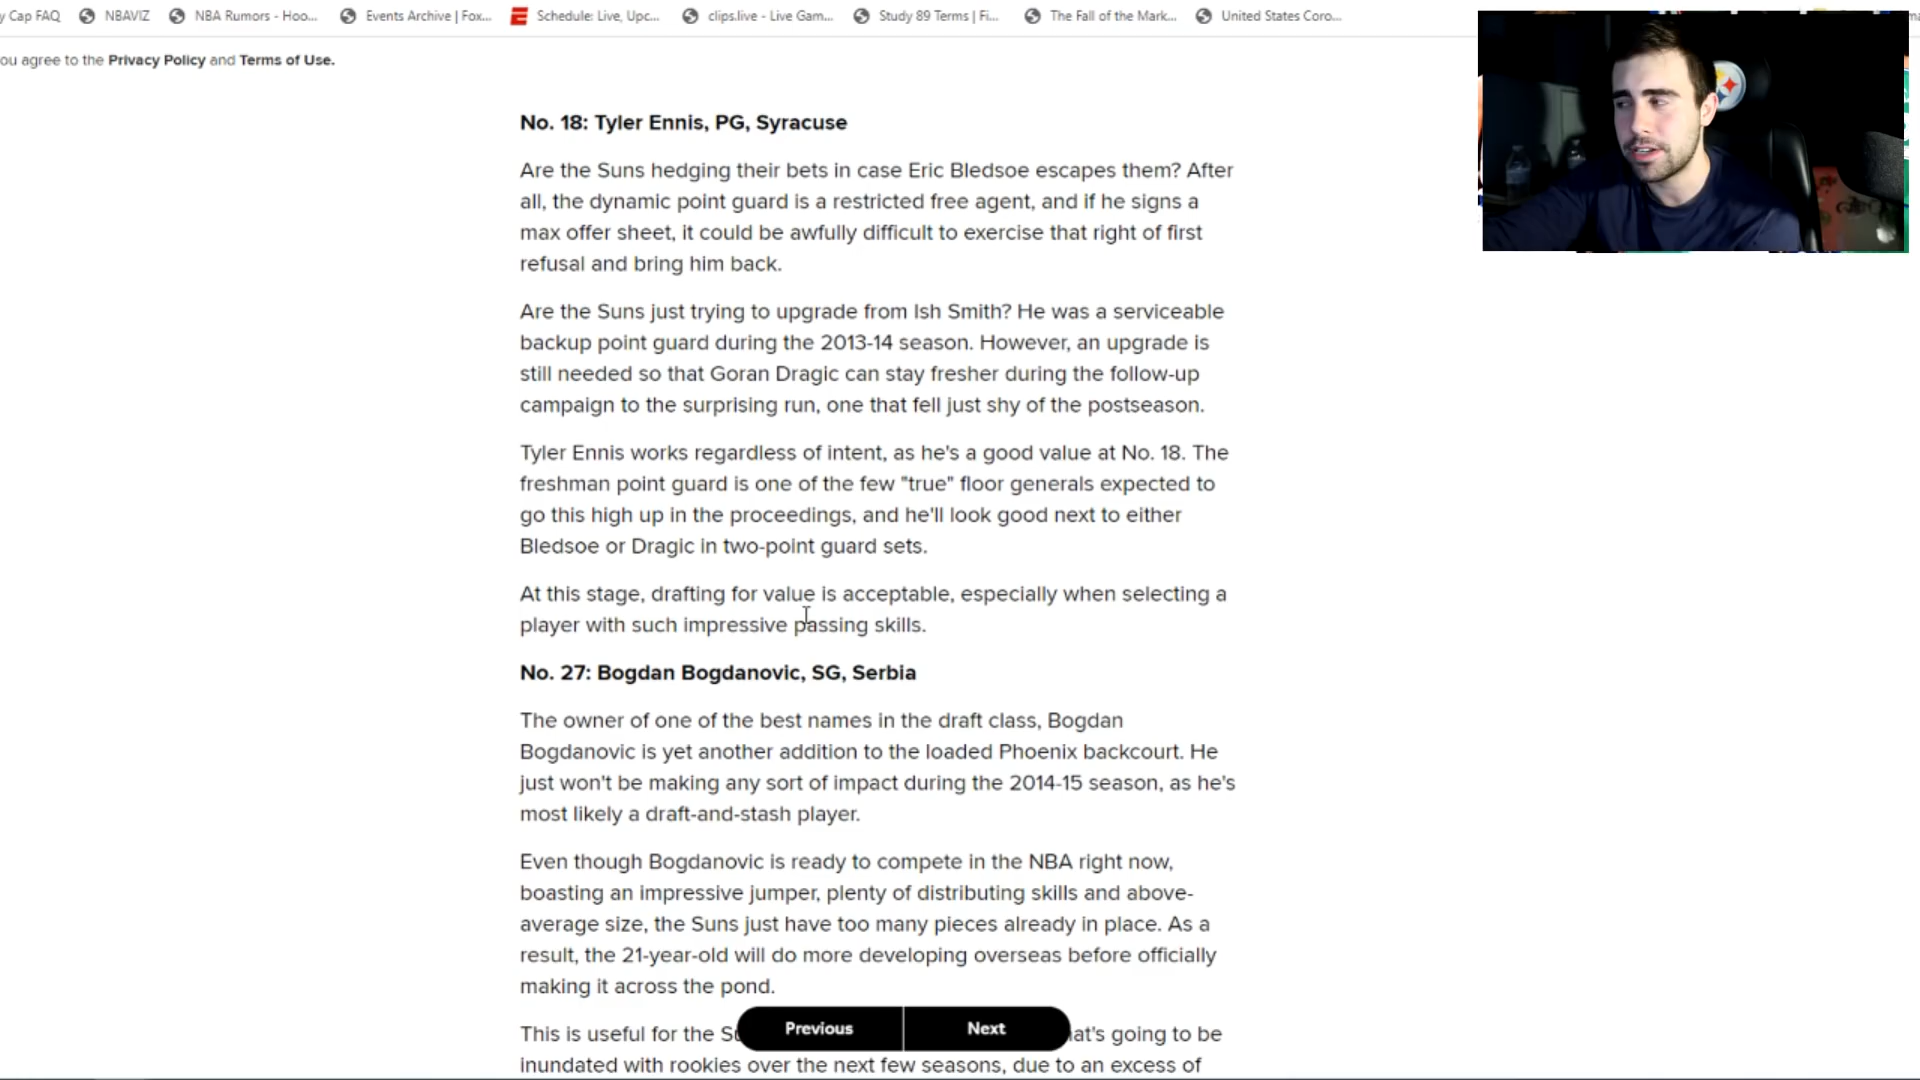 y Cap FAQ NBAVIZ NBA Rumors - Hoo... Events Archive | Fox... Schedule: Live, Upc... clips.live - Live Gam... Study 89 Terms | Fi... The Fall of the Mark... United States Coro...
ou agree to the Privacy Policy and Terms of Use.
No. 18: Tyler Ennis, PG, Syracuse
Are the Suns hedging their bets in case Eric Bledsoe escapes them? After
all, the dynamic point guard is a restricted free agent, and if he signs a
max offer sheet, it could be awfully difficult to exercise that right of first
refusal and bring him back.
Are the Suns just trying to upgrade from Ish Smith? He was a serviceable
backup point guard during the 2013-14 season. However, an upgrade is
still needed so that Goran Dragic can stay fresher during the follow-up
campaign to the surprising run, one that fell just shy of the postseason.
Tyler Ennis works regardless of intent, as he's a good value at No. 18. The
freshman point guard is one of the few "true" floor generals expected to
go this high up in the proceedings, and he'll look good next to either
Bledsoe or Dragic in two-point guard sets.
At this stage, drafting for value is acceptable, especially when selecting a
player with such impressive passing skills.
No. 27: Bogdan Bogdanovic, SG, Serbia
The owner of one of the best names in the draft class, Bogdan
Bogdanovic is yet another addition to the loaded Phoenix backcourt. He
just won't be making any sort of impact during the 2014-15 season, as he's
most likely a draft-and-stash player.
Even though Bogdanovic is ready to compete in the NBA right now,
boasting an impressive jumper, plenty of distributing skills and above-
average size, the Suns just have too many pieces already in place. As a
result, the 21-year-old will do more developing overseas before officially
making it across the pond.
Previous Next
This is useful for the S at's going to be
inundated with rookies over the next few seasons, due to an excess of